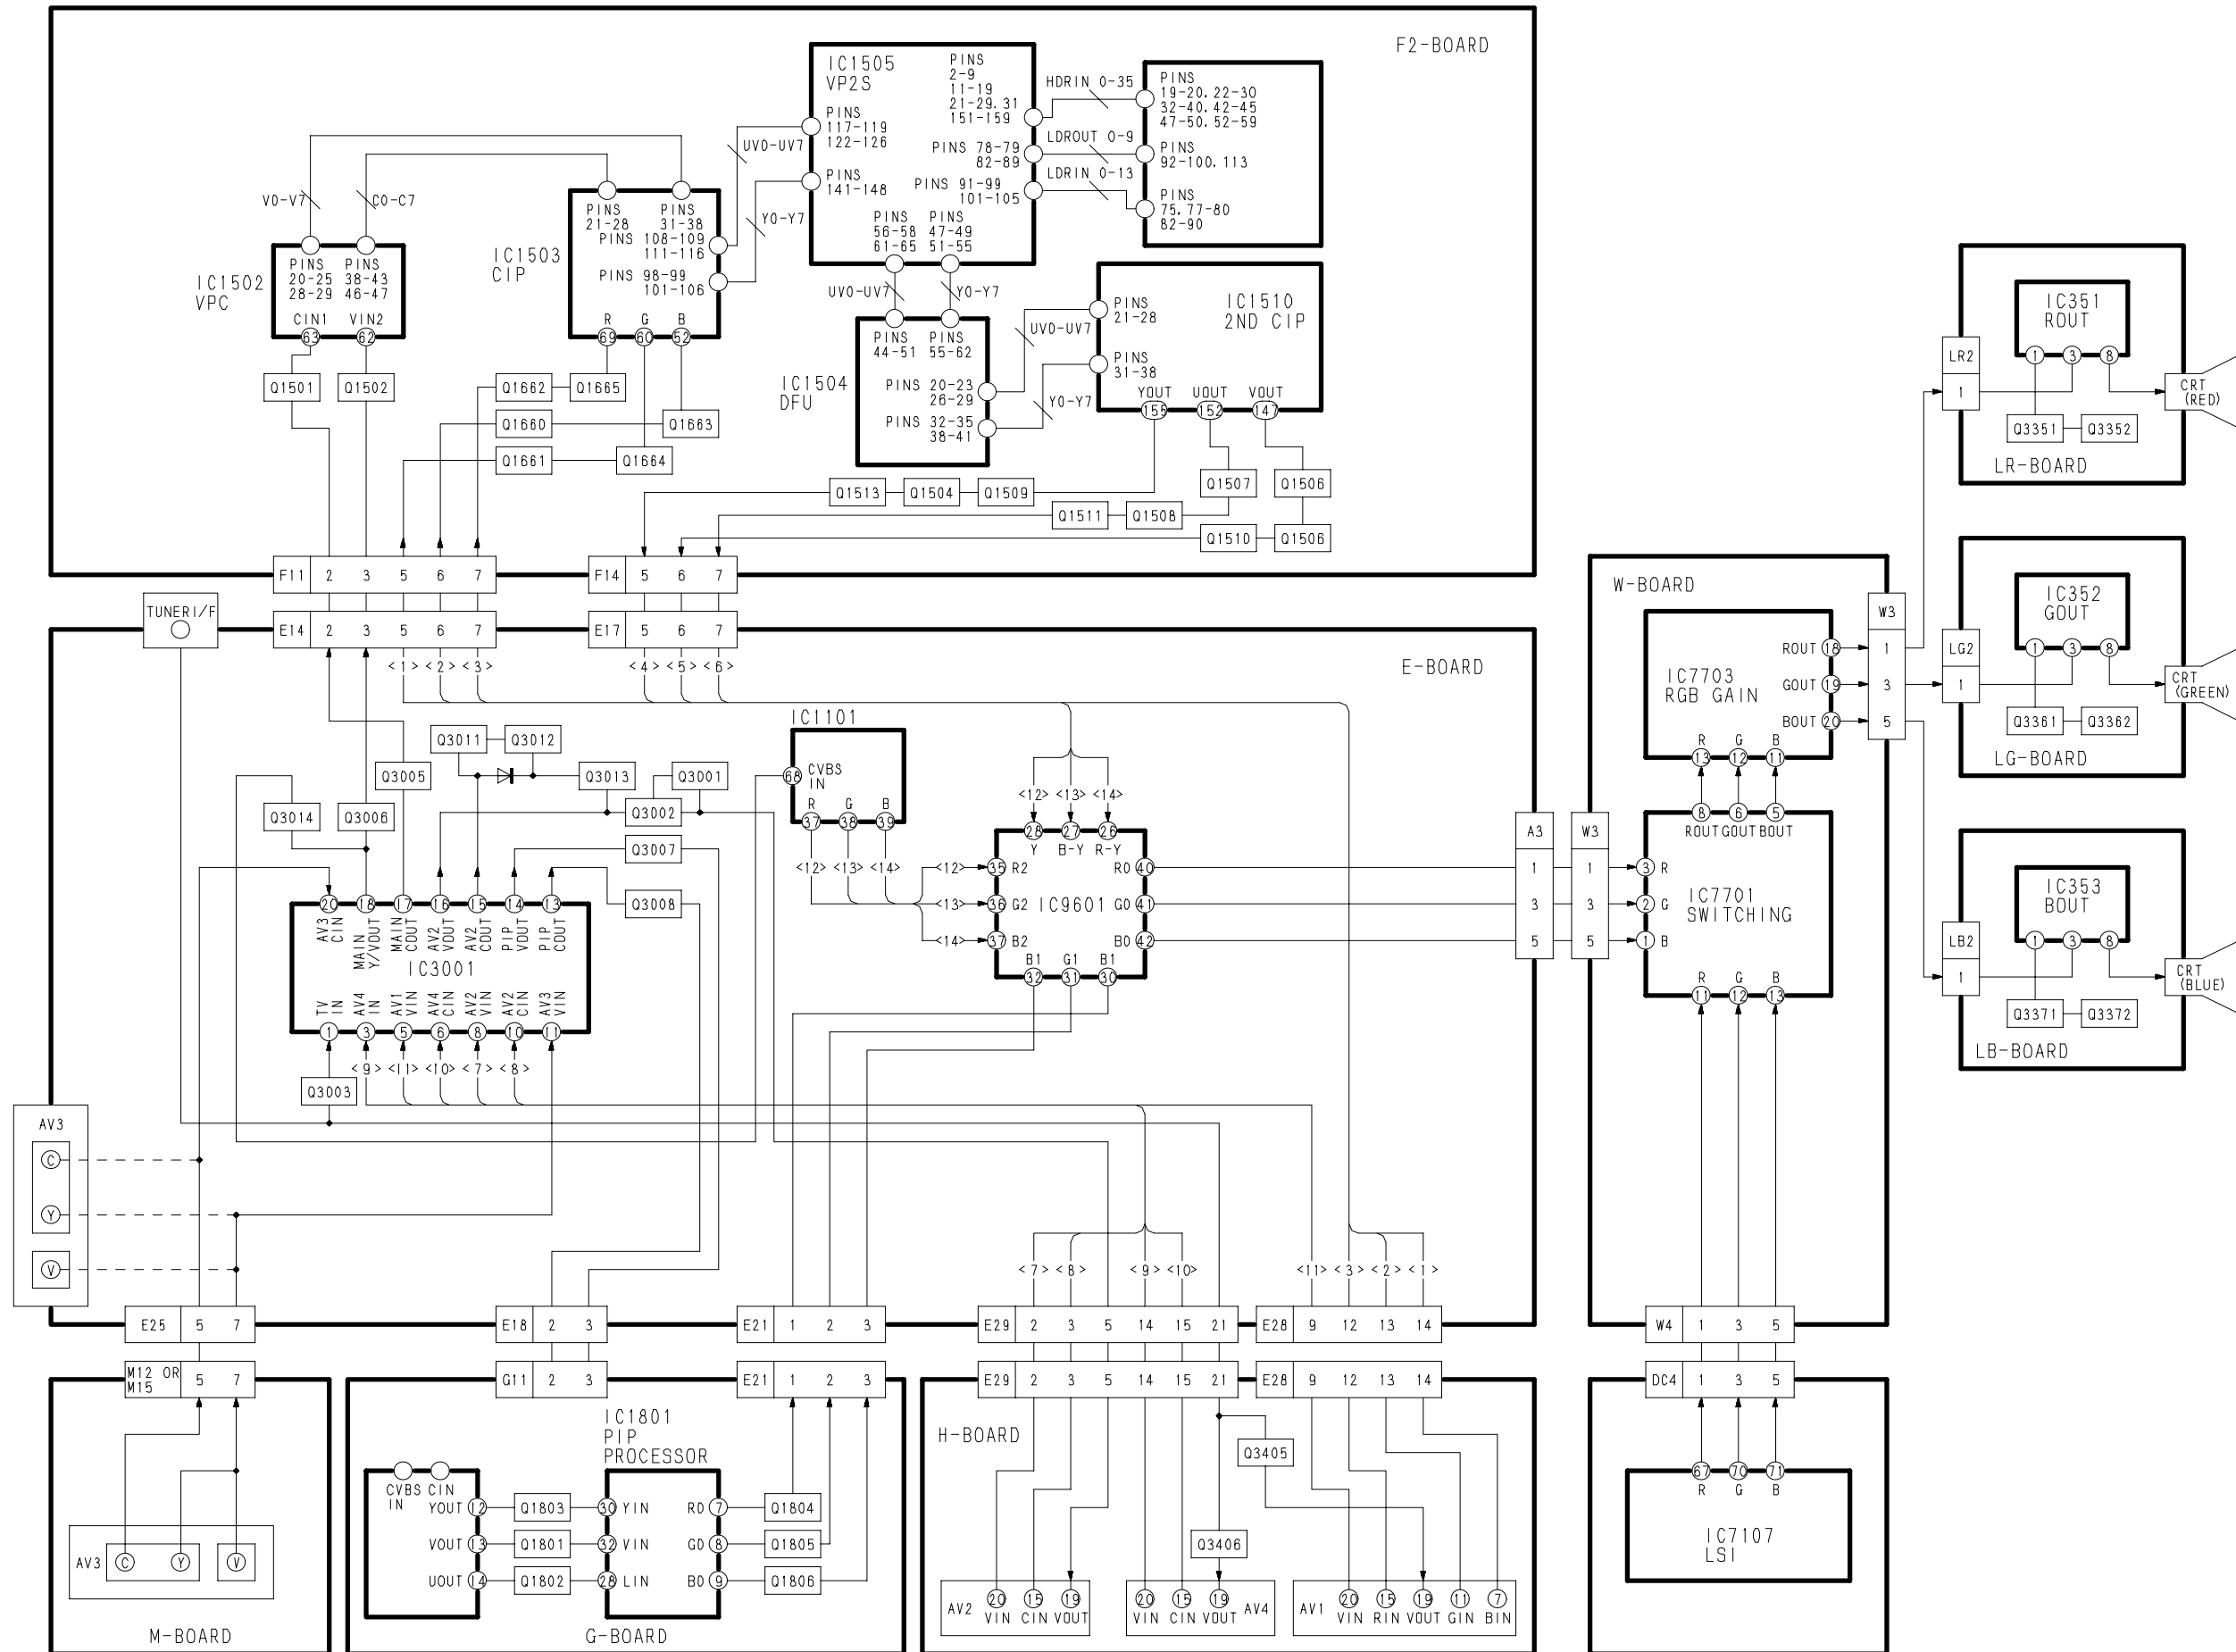 F2-BOARD
IC1505
VP2S
PINS
2-9
11-19
21-29.31
151-159
PINS
117-119
122-126
PINS
141-148
PINS 78-79
82-89
PINS 91-99
101-105
PINS
56-58
61-65
PINS
47-49
51-55
HDRIN 0-35
LDROUT 0-9
LDRIN 0-13
PINS
19-20.22-30
32-40.42-45
47-50.52-59
PINS
92-100.113
PINS
75.77-80
82-90
UV0-UV7
Y0-Y7
V0-V7
C0-C7
IC1502
VPC
PINS
20-25
28-29
PINS
38-43
46-47
CIN1 VIN2
63 62
Q1501 Q1502
IC1503
CIP
PINS
21-28
PINS
31-38
PINS 108-109
111-116
PINS 98-99
101-106
R G B
69 60 52
Q1662 Q1665
Q1660 Q1663
Q1661 Q1664
UV0-UV7 Y0-Y7
IC1504
DFU
PINS
44-51
PINS
55-62
PINS 20-23
26-29
PINS 32-35
38-41
UV0-UV7
Y0-Y7
IC1510
2ND CIP
PINS
21-28
PINS
31-38
YOUT UOUT VOUT
155 152 147
Q1507 Q1506
Q1513 Q1504 Q1509
Q1511 Q1508
Q1510 Q1506
F11 2 3 5 6 7
F14 5 6 7
TUNER1/F
E14 2 3 5 6 7
E17 5 6 7
<1> <2> <3>
<4> <5> <6>
E-BOARD
Q3011 Q3012
Q3005 Q3013 Q3001
Q3014 Q3006 Q3002
Q3007
Q3008
IC1101
68 CVBS
IN
R G B
37 38 39
<12> <13> <14>
<12> <13> <14>
28 27 26
Y B-Y R-Y
<12> 35 R2
<13> 36 G2
<14> 37 B2
IC9601
R0 40
G0 41
B0 42
B1 G1 B1
32 31 30
20 18 17 16 15 14 13
AV3
CIN
MAIN
Y/VOUT
MAIN
COUT
AV2
VOUT
AV2
COUT
PIP
VOUT
PIP
COUT
IC3001
TV
IN
AV4
IN
AV1
VIN
AV4
CIN
AV2
VIN
AV2
CIN
AV3
VIN
1 3 5 6 8 10 11
<9> <11> <10> <7> <8>
Q3003
AV3
C
Y
V
<7> <8> <9> <10>
<11> <3> <2> <1>
A3
1
3
5
W3
1
3
5
E25 5 7
E18 2 3
E21 1 2 3
E29 2 3 5 14 15 21
E28 9 12 13 14
W-BOARD
IC7703
RGB GAIN
ROUT 18
GOUT 19
BOUT 20
R G B
13 12 11
W3
1
3
5
8 6 5
ROUT GOUT BOUT
3 R
2 G
1 B
IC7701
SWITCHING
R G B
11 12 13
W4 1 3 5
LR2
1
IC351
ROUT
1 3 8
Q3351 Q3352
LR-BOARD
CRT
(RED)
LG2
1
IC352
GOUT
1 3 8
Q3361 Q3362
LG-BOARD
CRT
(GREEN)
LB2
1
IC353
BOUT
1 3 8
Q3371 Q3372
LB-BOARD
CRT
(BLUE)
M12 OR
M15
5 7
AV3 C Y V
M-BOARD
G11 2 3
E21 1 2 3
IC1801
PIP
PROCESSOR
CVBS
IN
CIN
YOUT 12 Q1803 30 YIN
VOUT 13 Q1801 32 VIN
UOUT 14 Q1802 28 LIN
RO 7 Q1804
GO 8 Q1805
BO 9 Q1806
G-BOARD
E29 2 3 5 14 15 21
E28 9 12 13 14
H-BOARD
Q3405
Q3406
AV2
20 15 19
VIN CIN VOUT
20 15 19
VIN CIN VOUT
AV4
AV1
20 15 19 11 7
VIN RIN VOUT GIN BIN
DC4 1 3 5
67 70 71
R G B
IC7107
LSI